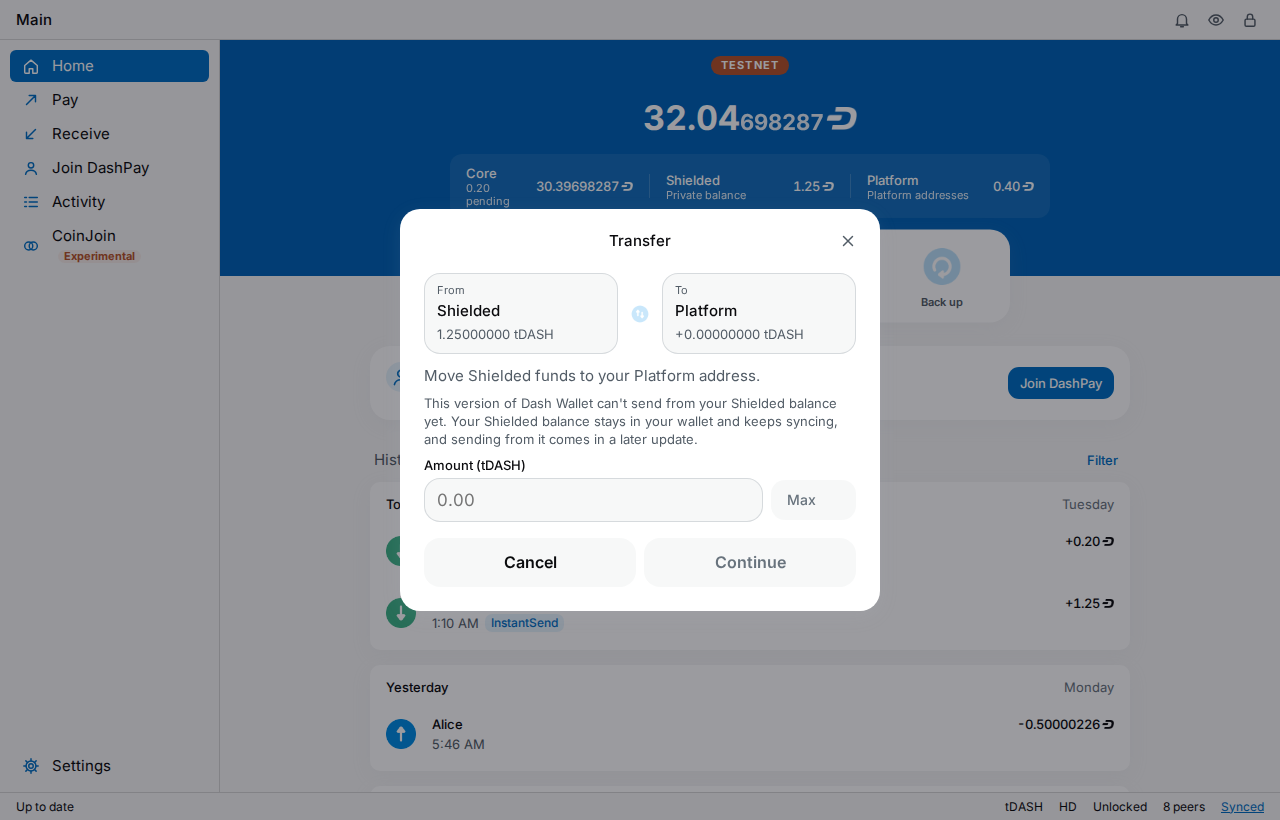 Main
Home
Pay
Receive
Join DashPay
Activity
CoinJoin
Experimental
Settings
TESTNET
32.04698287
Core
0.20 pending
30.39698287
Shielded
Private balance
1.25
Platform
Platform addresses
0.40
Back up
Join DashPay
Filter
Transfer
From
Shielded
1.25000000 tDASH
To
Platform
+0.00000000 tDASH
Move Shielded funds to your Platform address.
This version of Dash Wallet can't send from your Shielded balance
yet. Your Shielded balance stays in your wallet and keeps syncing,
and sending from it comes in a later update.
Amount (tDASH)
0.00
Max
Cancel
Continue
Tuesday
+0.20
+1.25
1:10 AM InstantSend
Yesterday
Monday
Alice
-0.50000226
5:46 AM
Up to date
tDASH
HD
Unlocked
8 peers
Synced